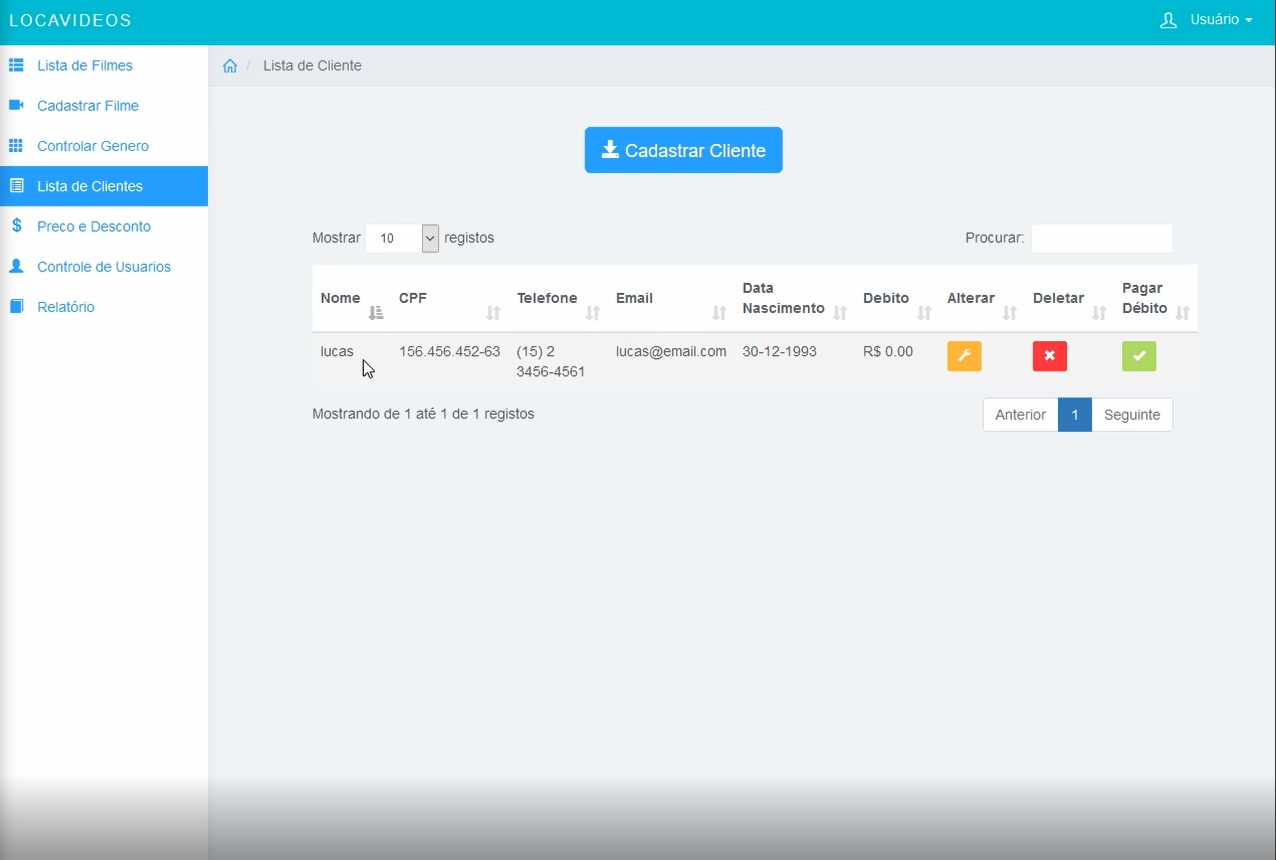 LOCAVIDEOS
Usuário
Lista de Filmes
Cadastrar Filme
Controlar Genero
Lista de Clientes
Preco e Desconto
Controle de Usuarios
Relatório
/ Lista de Cliente
Cadastrar Cliente
Mostrar 10 registos
Procurar:
Nome CPF Telefone Email Data Nascimento Debito Alterar Deletar Pagar Débito
lucas 156.456.452-63 (15) 2 3456-4561 lucas@email.com 30-12-1993 R$ 0.00
Mostrando de 1 até 1 de 1 registos
Anterior 1 Seguinte